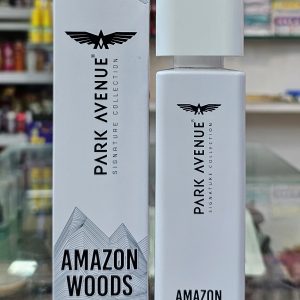 PARK AVENUE®
SIGNATURE COLLECTION
AMAZON
WOODS
PARK AVENUE
SIGNATURE COLLECTION
AMAZON